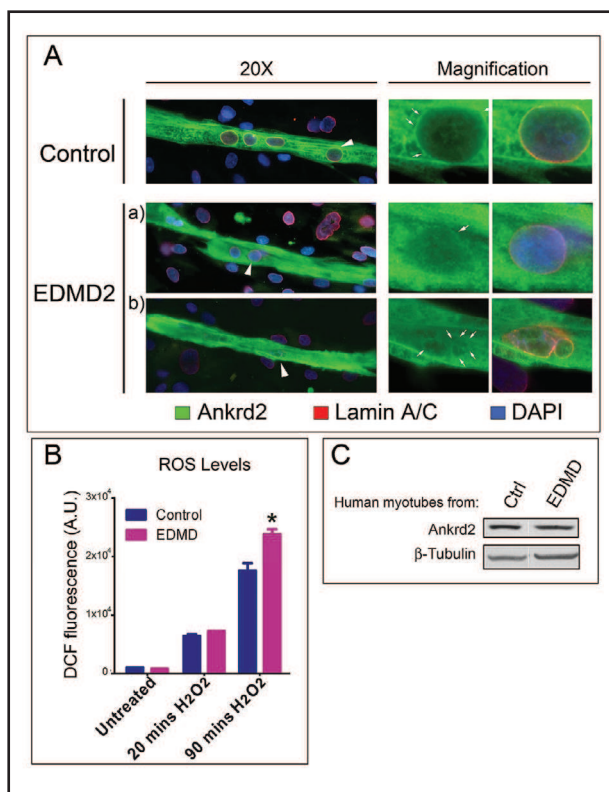 A
20X
Magnification
Control
a)
EDMD2
b)
Ankrd2
Lamin A/C
DAPI
B
ROS Levels
DCF fluorescence (A.U.)
3x10⁴
2x10⁴
1x10⁴
0
Control
EDMD
*
Untreated
20 mins H2O2
90 mins H2O2
C
Human myotubes from:
Ctrl
EDMD
Ankrd2
β-Tubulin